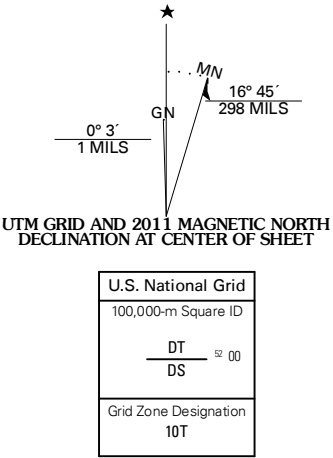 ★
MN
16° 45´
298 MILS
GN
0° 3´
1 MILS
UTM GRID AND 2011 MAGNETIC NORTH
DECLINATION AT CENTER OF SHEET
U.S. National Grid
100,000-m Square ID
DT
52 00
DS
Grid Zone Designation
10T